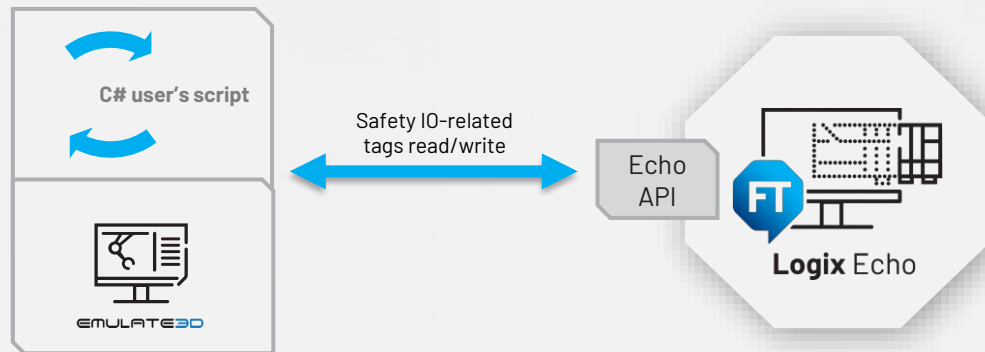 C# user's script
Safety IO-related
tags read/write
Echo
API
FT
Logix Echo
EMULATE3D